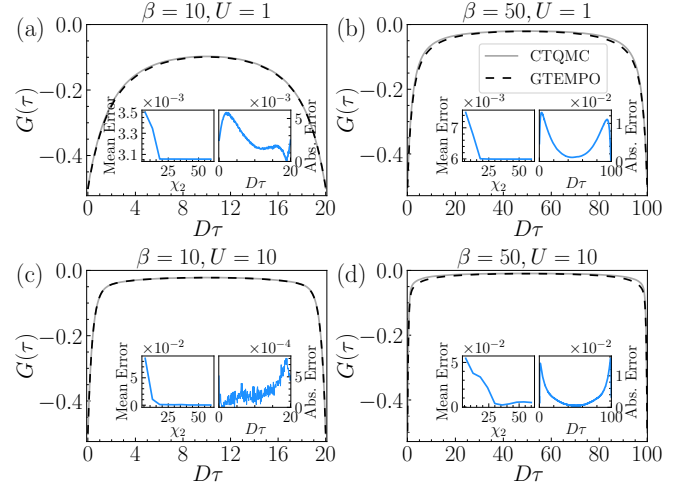 (a) β = 10, U = 1
G(τ)
0.0
−0.2
−0.4
0 4 8 12 16 20
Dτ
×10⁻³
Mean Error
3.5
3.3
3.1
25 50
χ₂
×10⁻³
5
0
Abs. Error
0 20
Dτ
(b) β = 50, U = 1
G(τ)
0.0
−0.2
−0.4
0 20 40 60 80 100
Dτ
CTQMC
GTEMPO
×10⁻³
Mean Error
7
6
25 50
χ₂
×10⁻²
1
0
Abs. Error
0 100
Dτ
(c) β = 10, U = 10
G(τ)
0.0
−0.2
−0.4
0 4 8 12 16 20
Dτ
×10⁻²
Mean Error
5
0
25 50
χ₂
×10⁻⁴
5
0
Abs. Error
0 20
Dτ
(d) β = 50, U = 10
G(τ)
0.0
−0.2
−0.4
0 20 40 60 80 100
Dτ
×10⁻²
Mean Error
5
0
25 50
χ₂
×10⁻²
1
0
Abs. Error
0 100
Dτ